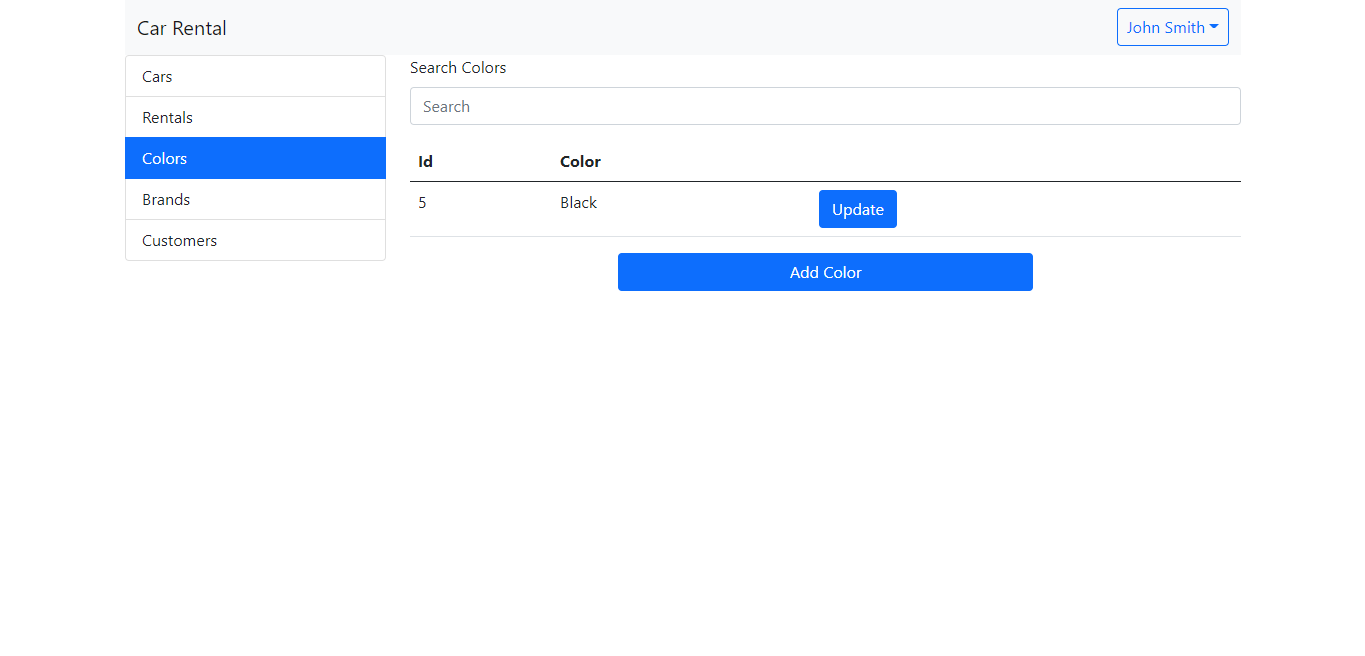 Car Rental
John Smith
Cars
Rentals
Colors
Brands
Customers
Search Colors
Search
Id Color
5 Black Update
Add Color